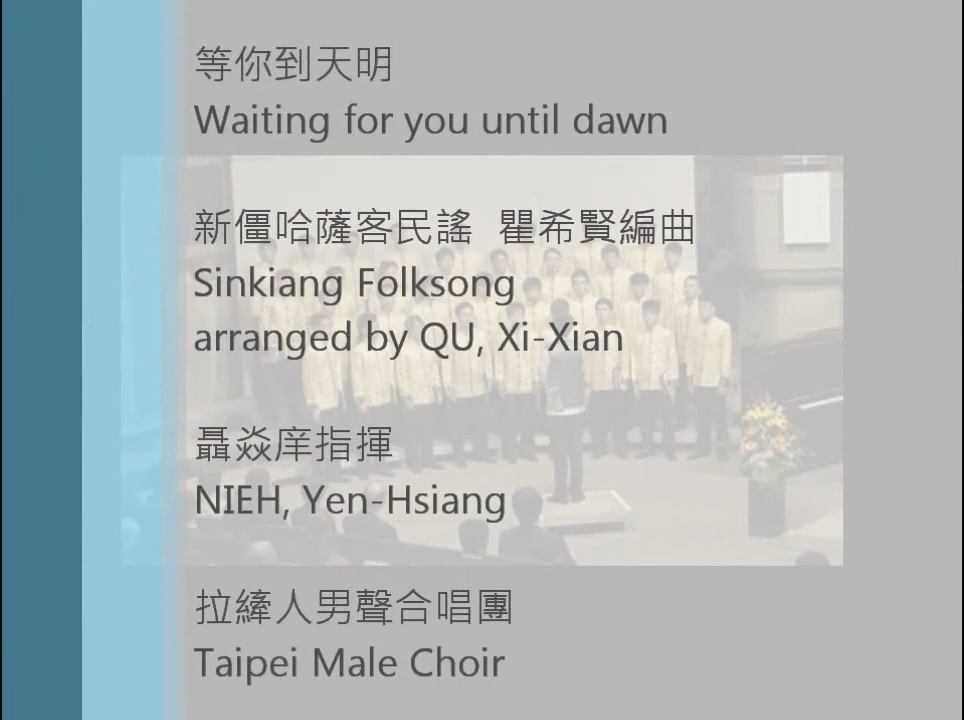 等你到天明
Waiting for you until dawn
新僵哈薩客民謠 瞿希賢編曲
Sinkiang Folksong
arranged by QU, Xi-Xian
聶焱庠指揮
NIEH, Yen-Hsiang
拉縴人男聲合唱團
Taipei Male Choir